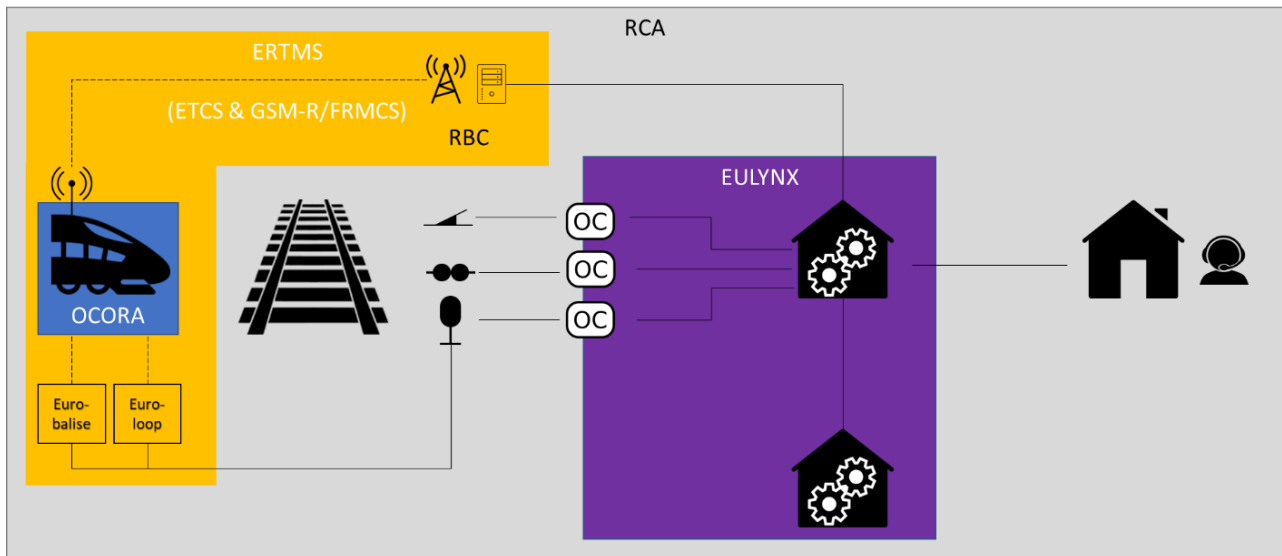 RCA
ERTMS
(ETCS & GSM-R/FRMCS)
RBC
EULYNX
OC
OC
OC
OCORA
Euro-
balise
Euro-
loop